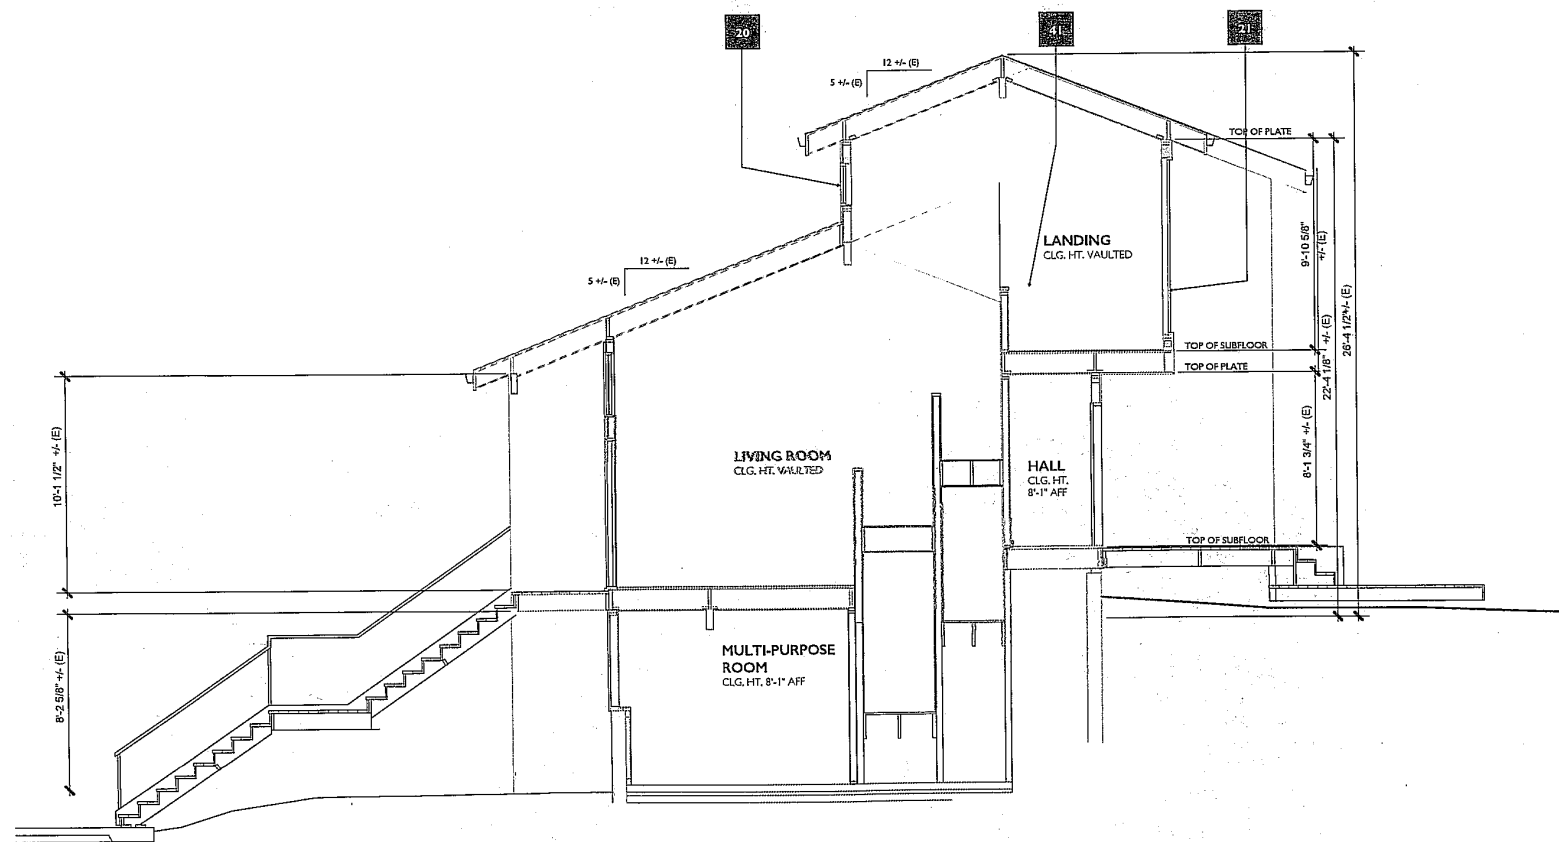 20
41
21
12 +/- (E)
5 +/- (E)
TOP OF PLATE
12 +/- (E)
5 +/- (E)
LANDING
CLG. HT. VAULTED
9'-10 5/8"
+/- (E)
26'-4 1/2"+/- (E)
22'-4 1/8" +/- (E)
TOP OF SUBFLOOR
TOP OF PLATE
10'-1 1/2" +/- (E)
LIVING ROOM
CLG. HT. VAULTED
HALL
CLG. HT.
8'-1" AFF
8'-1 3/4" +/- (E)
TOP OF SUBFLOOR
8'-2 5/8" +/- (E)
MULTI-PURPOSE
ROOM
CLG. HT. 8'-1" AFF